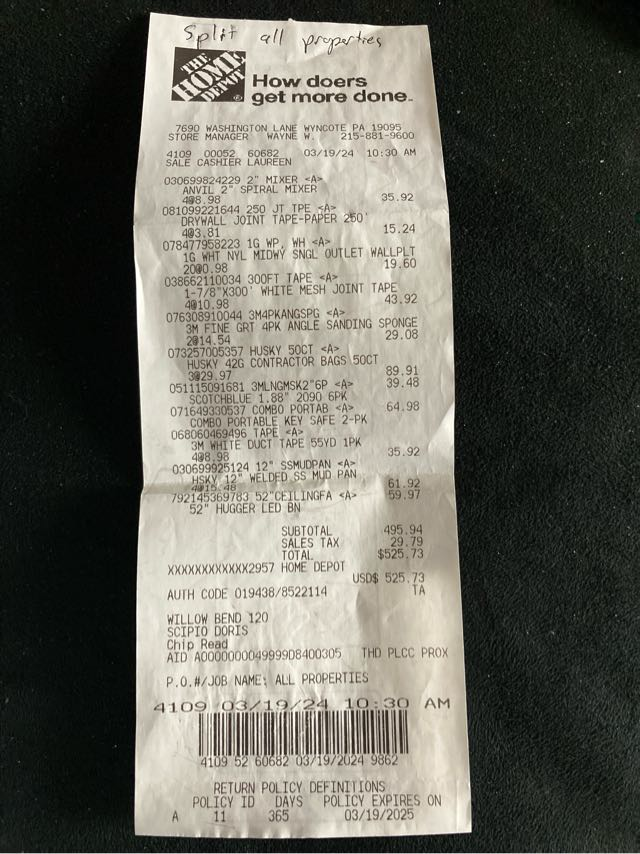 Split all properties
THE
HOME
DEPOT
How doers
get more done.
7690 WASHINGTON LANE WYNCOTE PA 19095
STORE MANAGER WAYNE W. 215-881-9600
4109 00052 60682 03/19/24 10:30 AM
SALE CASHIER LAUREEN
030699824229 2" MIXER <A>
ANVIL 2" SPIRAL MIXER
4@8.98 35.92
081099221644 250 JT TPE <A>
DRYWALL JOINT TAPE-PAPER 250'
4@3.81 15.24
078477958223 1G WP, WH <A>
1G WHT NYL MIDWY SNGL OUTLET WALLPLT
20@0.98 19.60
038662110034 300FT TAPE <A>
1-7/8"X300' WHITE MESH JOINT TAPE
4@10.98 43.92
076308910044 3M4PKANGSPG <A>
3M FINE GRT 4PK ANGLE SANDING SPONGE
2@14.54 29.08
073257005357 HUSKY 50CT <A>
HUSKY 42G CONTRACTOR BAGS 50CT
3@29.97 89.91
051115091681 3MLNGMSK2"6P <A> 39.48
SCOTCHBLUE 1.88" 2090 6PK
071649330537 COMBO PORTAB <A> 64.98
COMBO PORTABLE KEY SAFE 2-PK
068060469496 TAPE <A>
3M WHITE DUCT TAPE 55YD 1PK
4@8.98 35.92
030699925124 12" SSMUDPAN <A>
HSKY 12" WELDED SS MUD PAN
4@15.48 61.92
792145369783 52"CEILINGFA <A> 59.97
52" HUGGER LED BN
SUBTOTAL 495.94
SALES TAX 29.79
TOTAL $525.73
XXXXXXXXXXXX2957 HOME DEPOT
USD$ 525.73
AUTH CODE 019438/8522114 TA
WILLOW BEND 120
SCIPIO DORIS
Chip Read
AID A0000000049999D8400305 THD PLCC PROX
P.O.#/JOB NAME: ALL PROPERTIES
4109 03/19/24 10:30 AM
4109 52 60682 03/19/2024 9862
RETURN POLICY DEFINITIONS
POLICY ID DAYS POLICY EXPIRES ON
A 11 365 03/19/2025